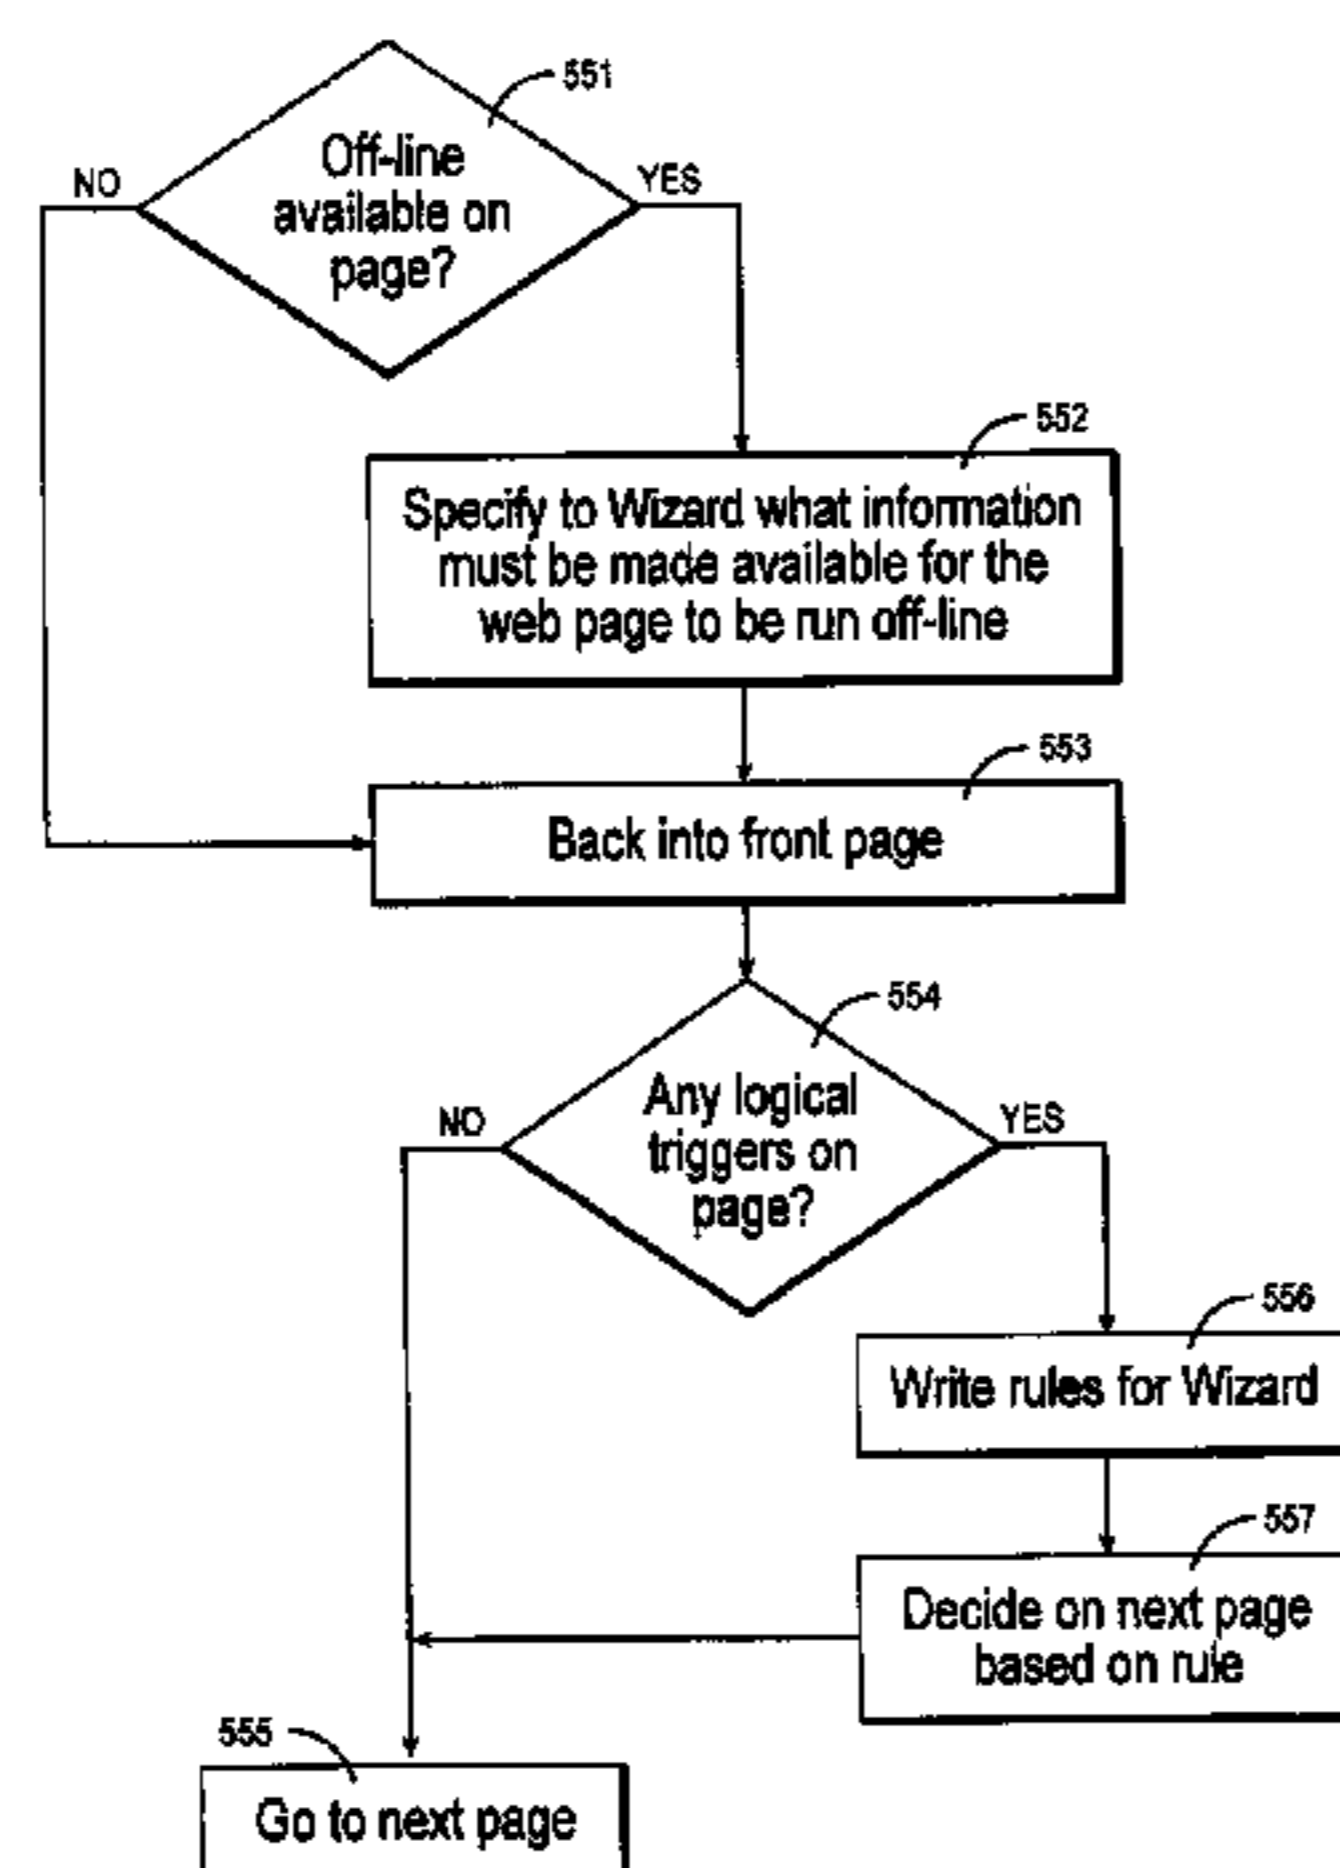 551
Off-line
available on
page?
NO
YES
552
Specify to Wizard what information
must be made available for the
web page to be run off-line
553
Back into front page
554
Any logical
triggers on
page?
NO
YES
556
Write rules for Wizard
557
Decide on next page
based on rule
555
Go to next page